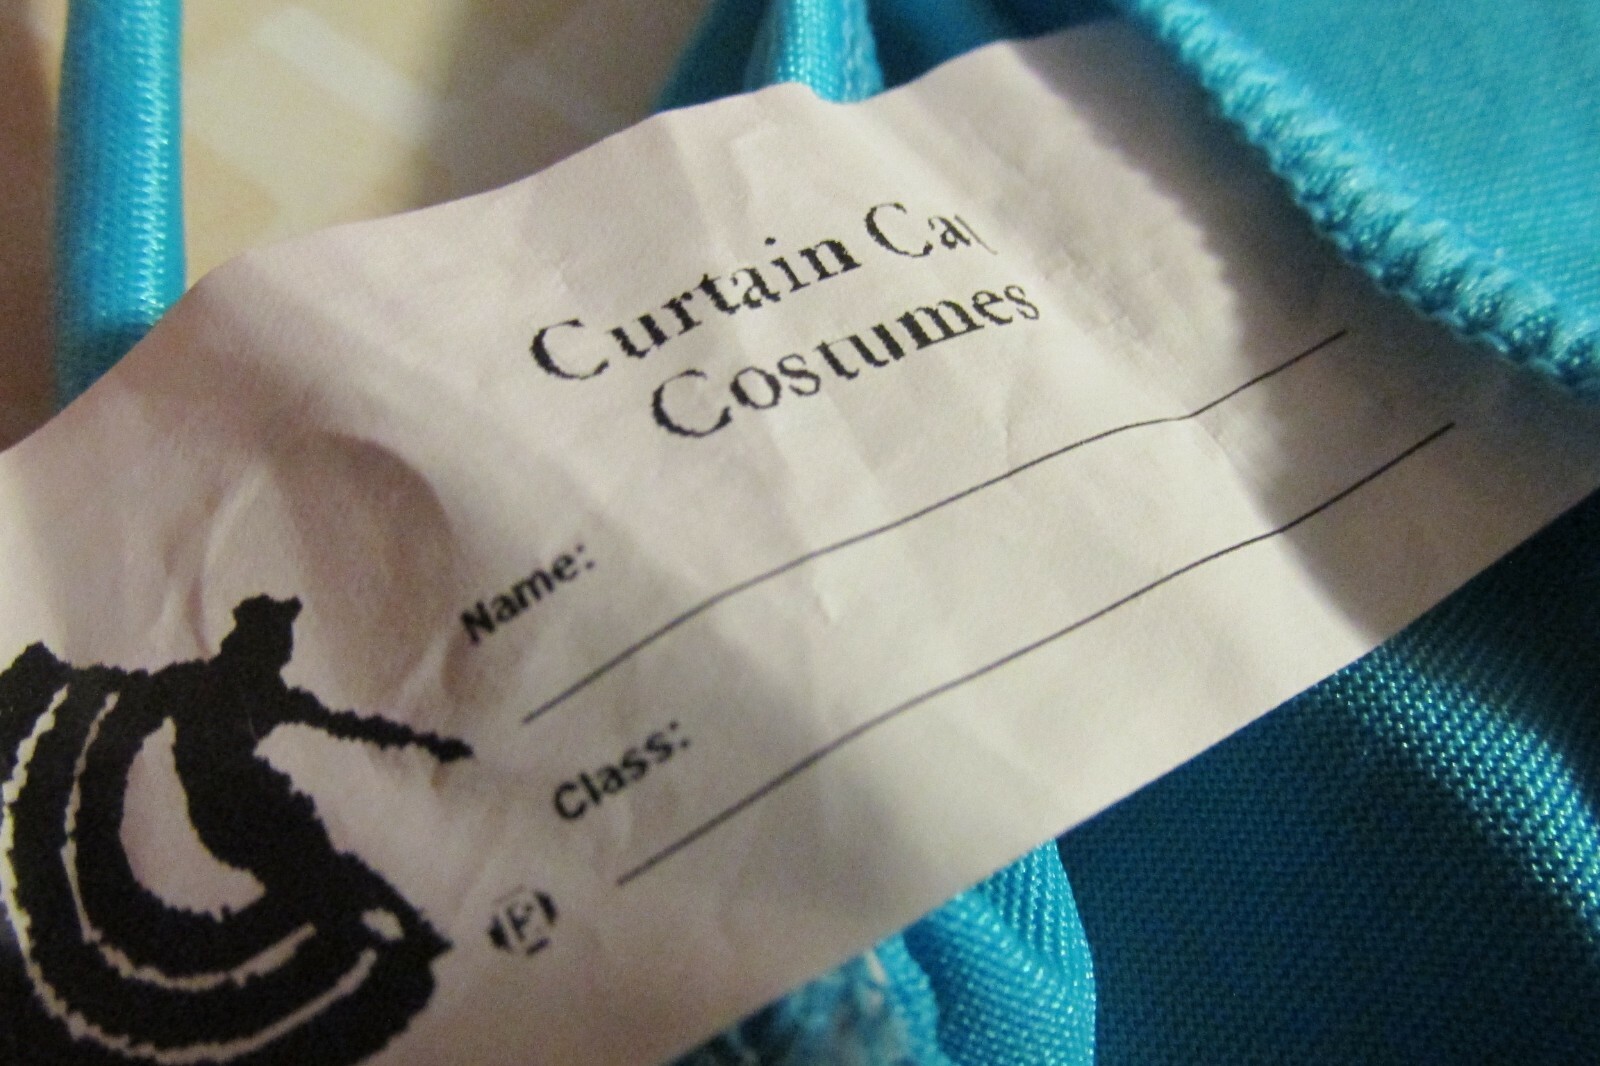 Curtain Ca
Costumes
Name:
Class:
P